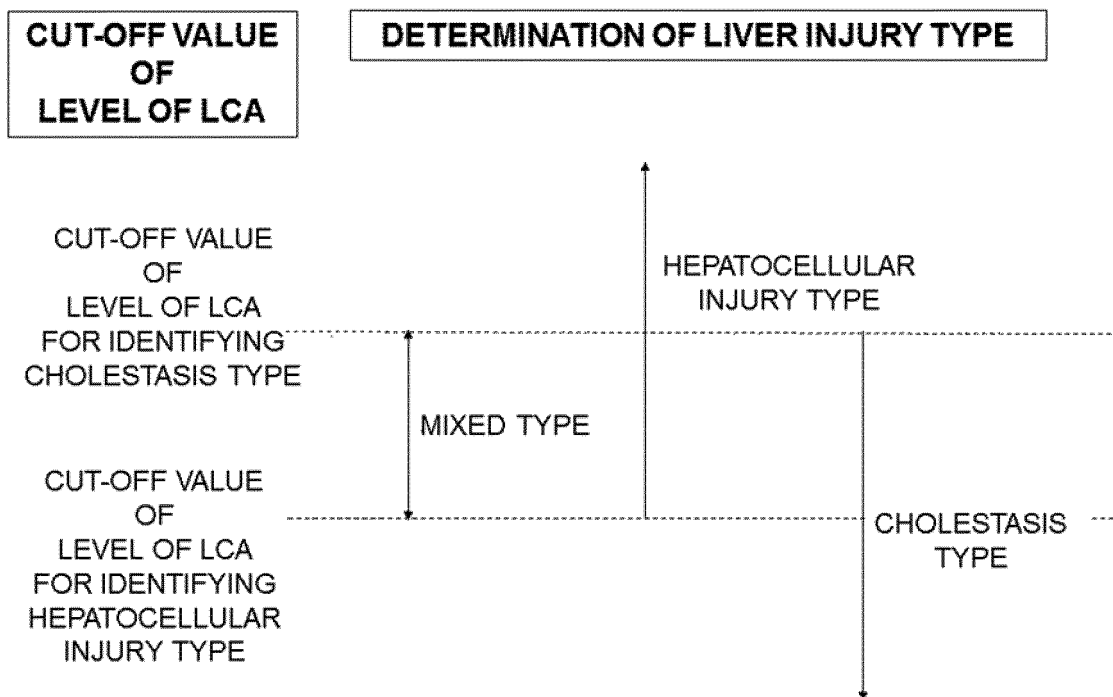 CUT-OFF VALUE
OF
LEVEL OF LCA
DETERMINATION OF LIVER INJURY TYPE
CUT-OFF VALUE
OF
LEVEL OF LCA
FOR IDENTIFYING
CHOLESTASIS TYPE
HEPATOCELLULAR
INJURY TYPE
MIXED TYPE
CUT-OFF VALUE
OF
LEVEL OF LCA
FOR IDENTIFYING
HEPATOCELLULAR
INJURY TYPE
CHOLESTASIS
TYPE